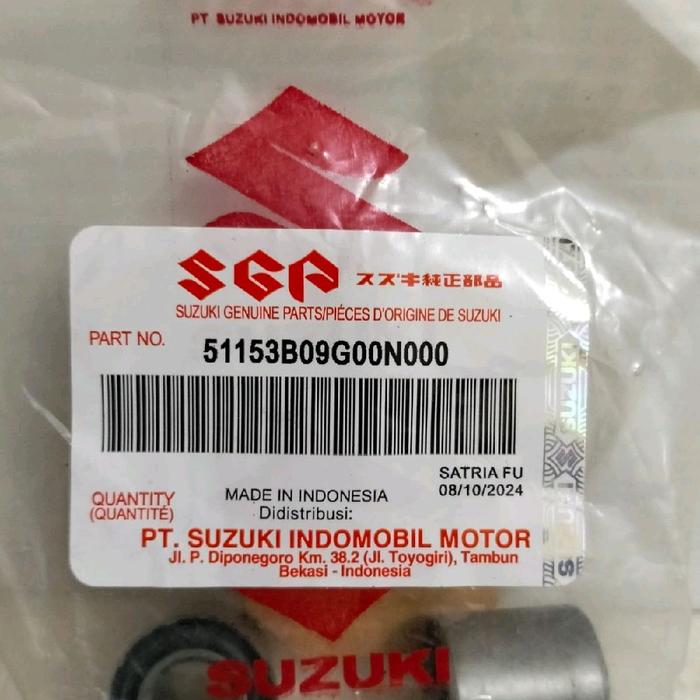 PT SUZUKI INDOMOBIL MOTOR
SGP スズキ純正部品
SUZUKI GENUINE PARTS/PIÉCES D'ORIGINE DE SUZUKI
PART NO. 51153B09G00N000
SATRIA FU
08/10/2024
QUANTITY
(QUANTITÉ)
MADE IN INDONESIA
Didistribusi:
PT. SUZUKI INDOMOBIL MOTOR
Jl. P. Diponegoro Km. 38.2 (Jl. Toyogiri), Tambun
Bekasi - Indonesia
SUZUKI
SUZUKI